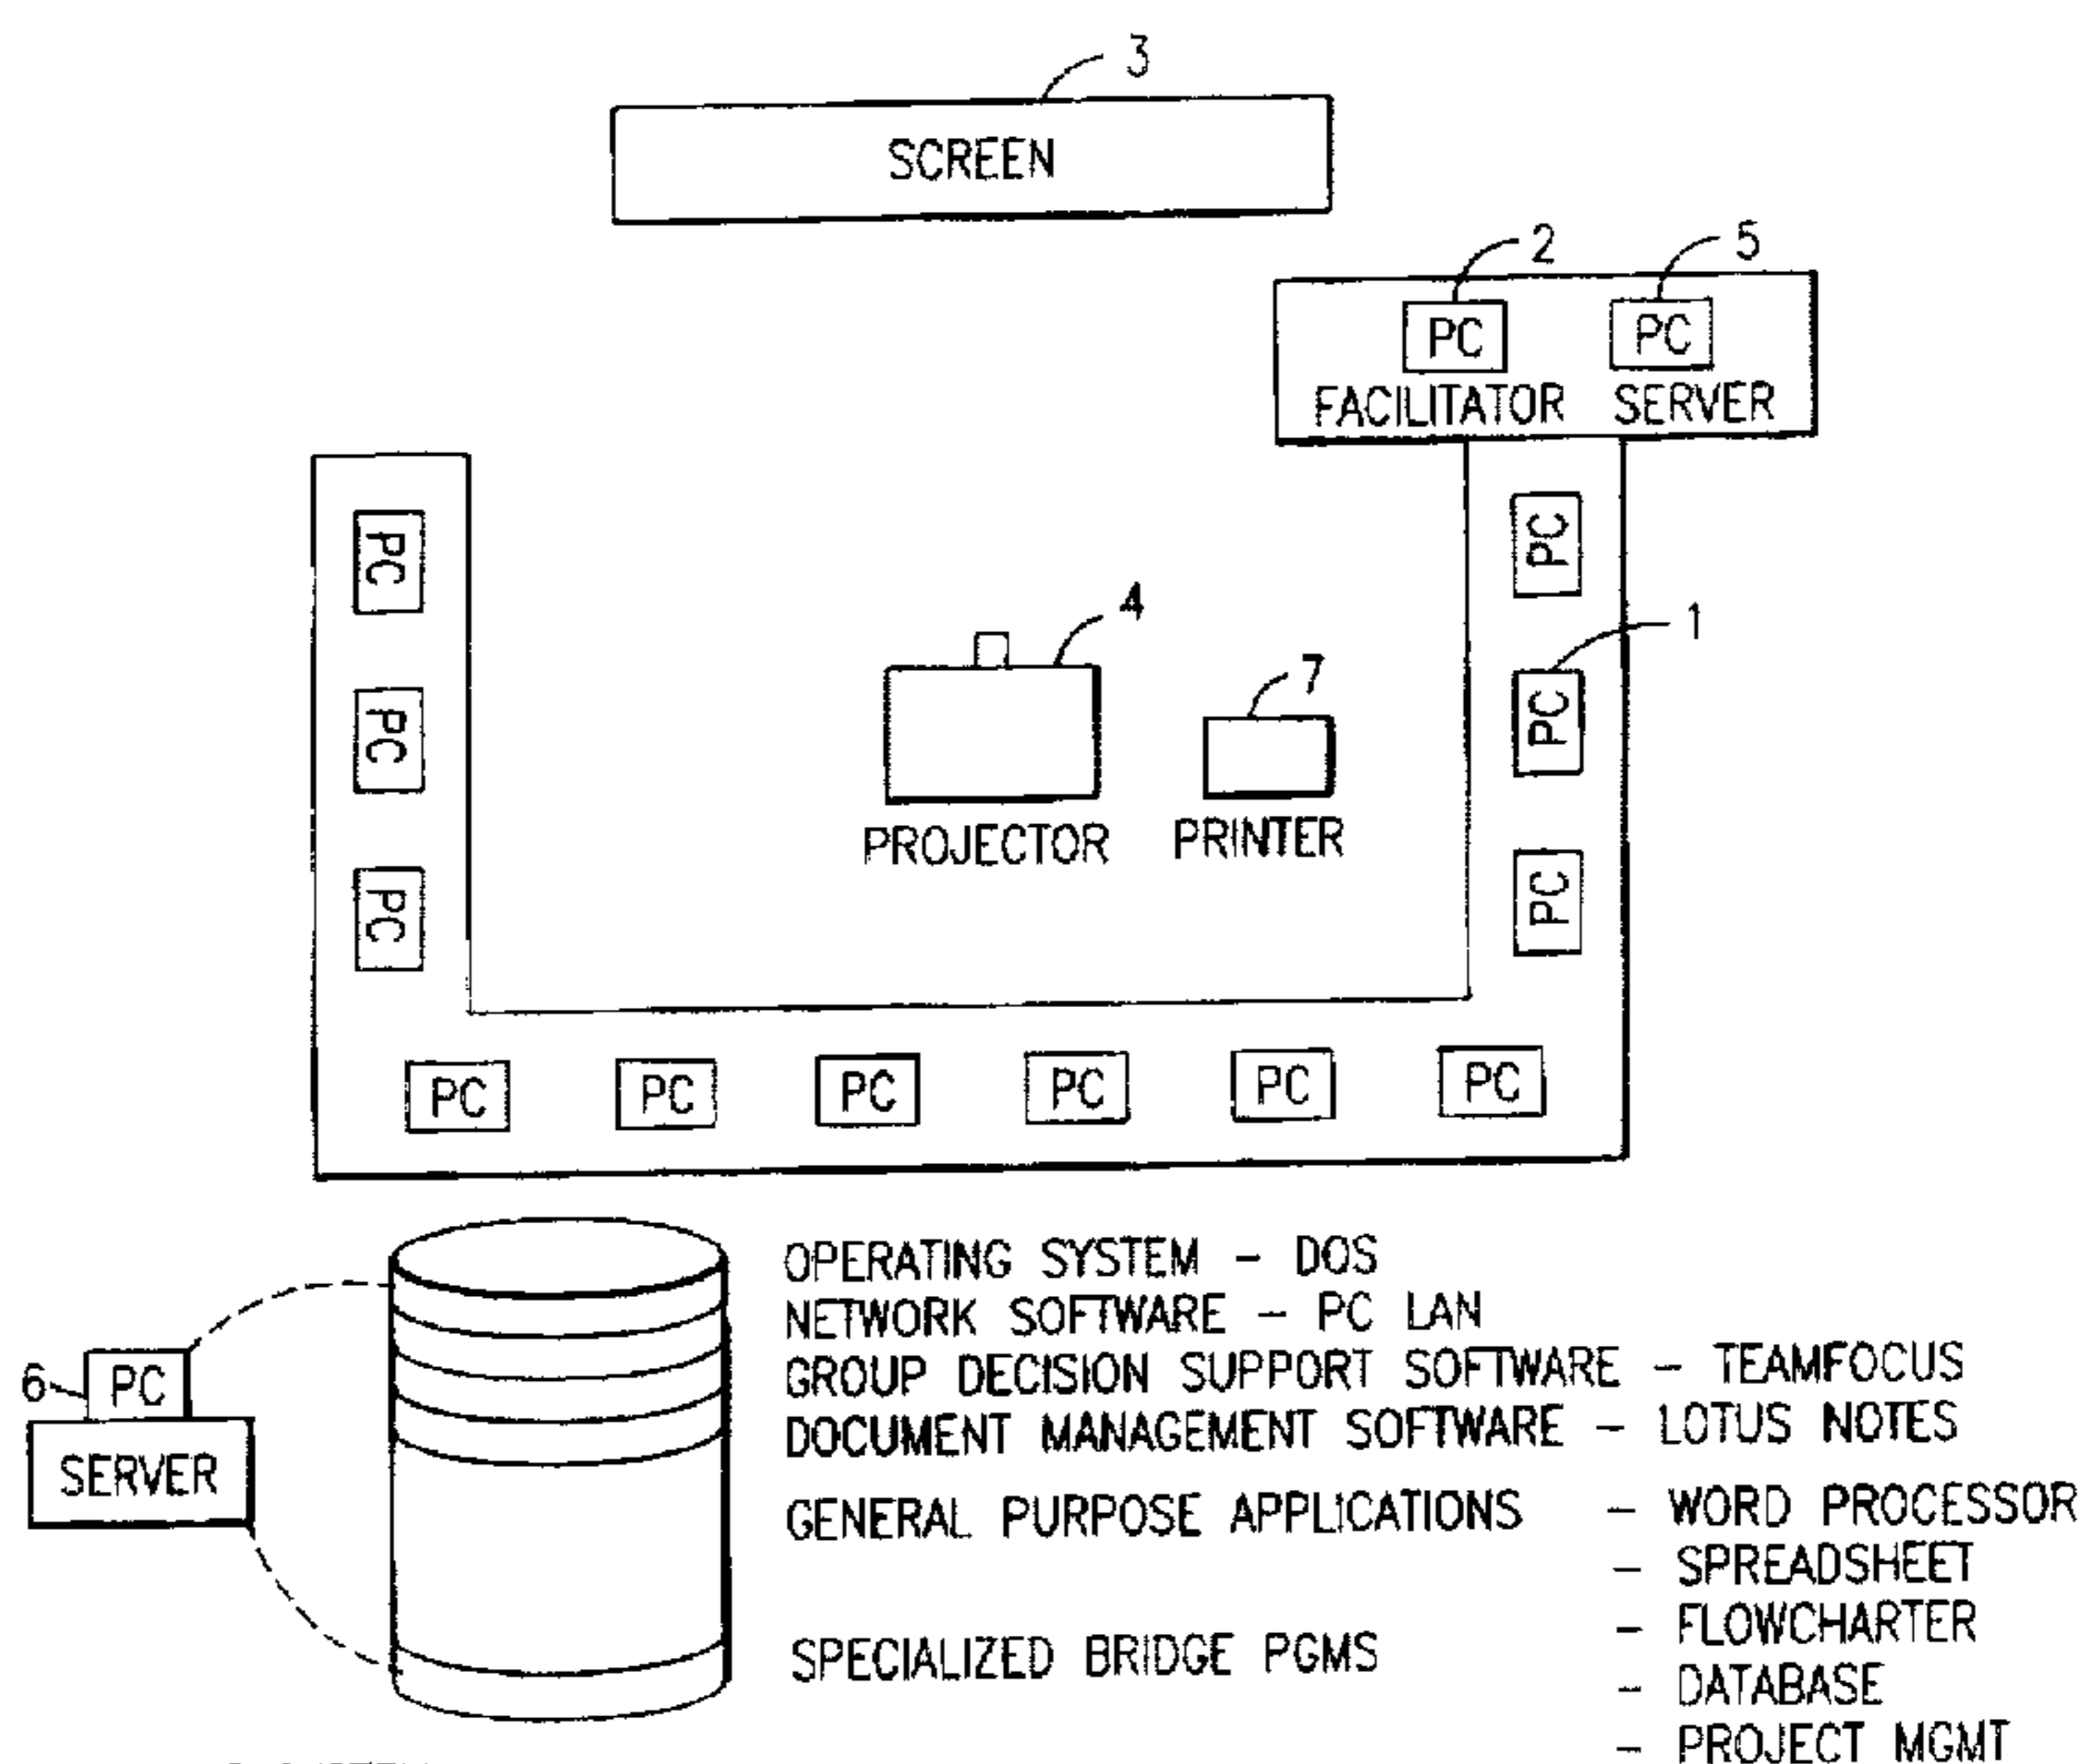 3
SCREEN
2 5
PC PC
FACILITATOR SERVER
PC PC
4 1
7
PC PC
PROJECTOR PRINTER
PC PC
PC PC PC PC PC PC
OPERATING SYSTEM - DOS
NETWORK SOFTWARE - PC LAN
GROUP DECISION SUPPORT SOFTWARE - TEAMFOCUS
6 PC
DOCUMENT MANAGEMENT SOFTWARE - LOTUS NOTES
SERVER
GENERAL PURPOSE APPLICATIONS - WORD PROCESSOR
- SPREADSHEET
- FLOWCHARTER
SPECIALIZED BRIDGE PGMS
- DATABASE
- PROJECT MGMT